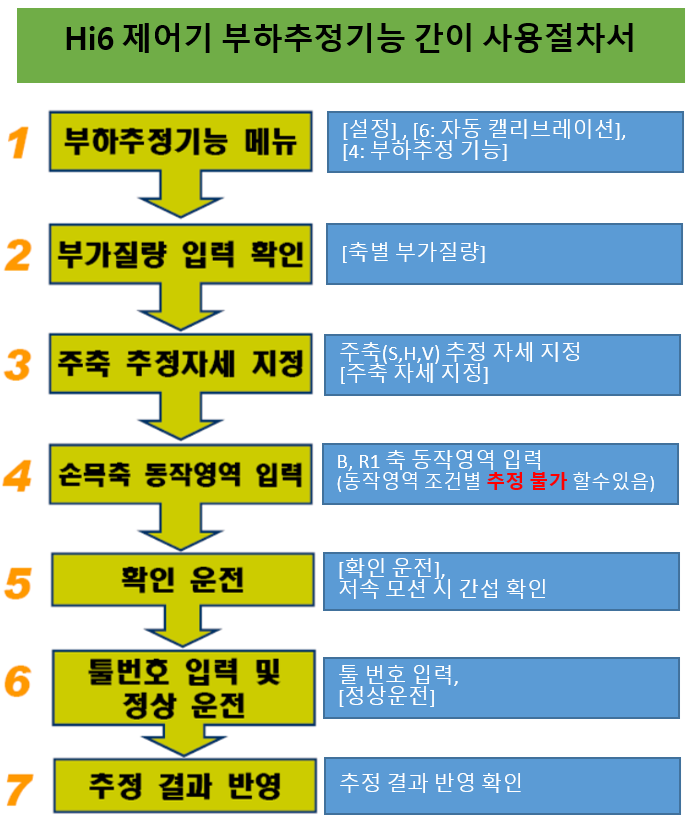 Hi6 제어기 부하추정기능 간이 사용절차서
1
부하추정기능 메뉴
[설정] , [6: 자동 캘리브레이션],
[4: 부하추정 기능]
2
부가질량 입력 확인
[축별 부가질량]
3
주축 추정자세 지정
주축(S,H,V) 추정 자세 지정
[주축 자세 지정]
4
손목축 동작영역 입력
B, R1 축 동작영역 입력
(동작영역 조건별 추정 불가 할수있음)
5
확인 운전
[확인 운전],
저속 모션 시 간섭 확인
6
툴번호 입력 및
정상 운전
툴 번호 입력,
[정상운전]
7
추정 결과 반영
추정 결과 반영 확인